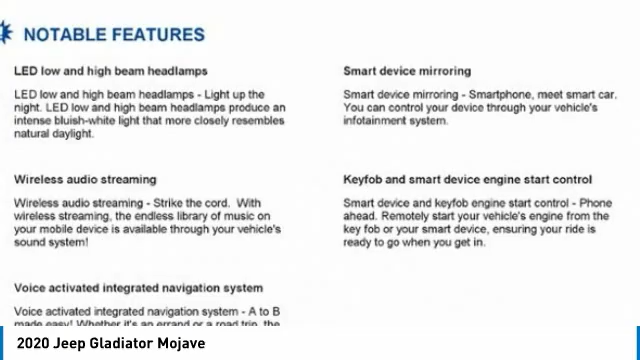 NOTABLE FEATURES
LED low and high beam headlamps
LED low and high beam headlamps - Light up the
night. LED low and high beam headlamps produce an
intense bluish-white light that more closely resembles
natural daylight.
Smart device mirroring
Smart device mirroring - Smartphone, meet smart car.
You can control your device through your vehicle's
infotainment system.
Wireless audio streaming
Wireless audio streaming - Strike the cord.  With
wireless streaming, the endless library of music on
your mobile device is available through your vehicle's
sound system!
Keyfob and smart device engine start control
Smart device and keyfob engine start control - Phone
ahead. Remotely start your vehicle's engine from the
key fob or your smart device, ensuring your ride is
ready to go when you get in.
Voice activated integrated navigation system
Voice activated integrated navigation system - A to B
made easy! Whether it's an errand or a road trip, the
2020 Jeep Gladiator Mojave